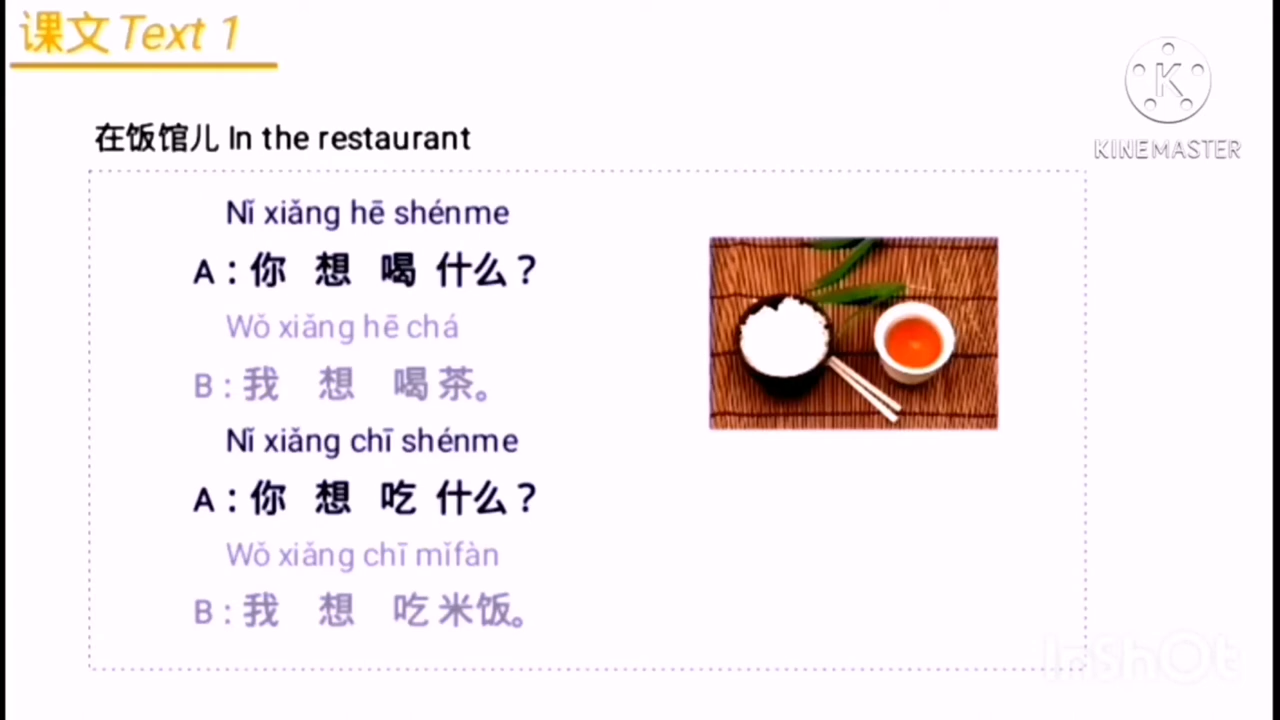 课文 Text 1
KINEMASTER
在饭馆儿 In the restaurant
Nǐ xiǎng hē shénme
A：你 想 喝 什么？
Wǒ xiǎng hē chá
B：我 想 喝 茶。
Nǐ xiǎng chī shénme
A：你 想 吃 什么？
Wǒ xiǎng chī mǐfàn
B：我 想 吃 米饭。
InShOt